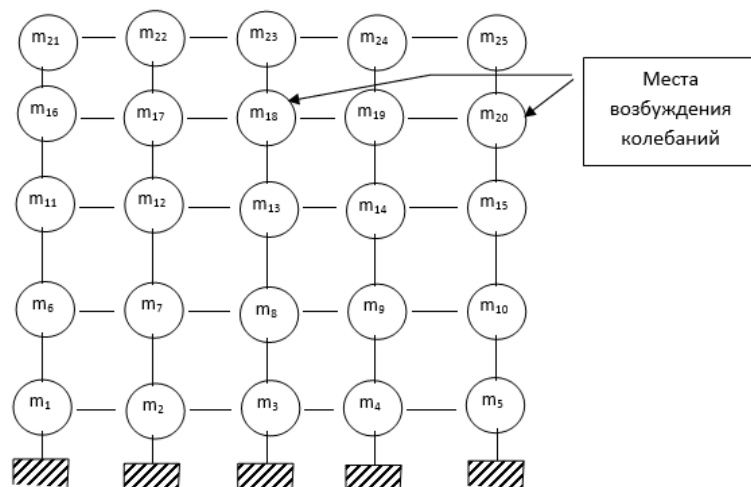 m21 m22 m23 m24 m25
m16 m17 m18 m19 m20
m11 m12 m13 m14 m15
m6 m7 m8 m9 m10
m1 m2 m3 m4 m5
Места
возбуждения
колебаний